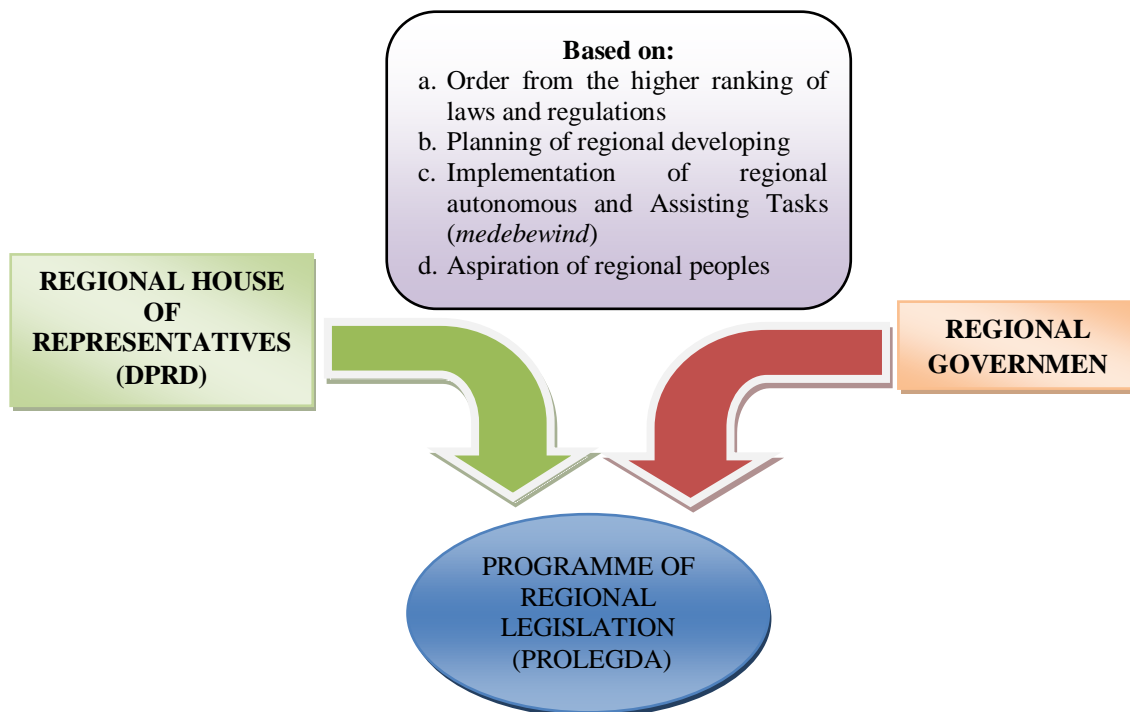 Based on:
a. Order from the higher ranking of
laws and regulations
b. Planning of regional developing
c. Implementation of regional
autonomous and Assisting Tasks
(medebewind)
d. Aspiration of regional peoples
REGIONAL HOUSE
OF
REPRESENTATIVES
(DPRD)
REGIONAL
GOVERNMEN
PROGRAMME OF
REGIONAL
LEGISLATION
(PROLEGDA)